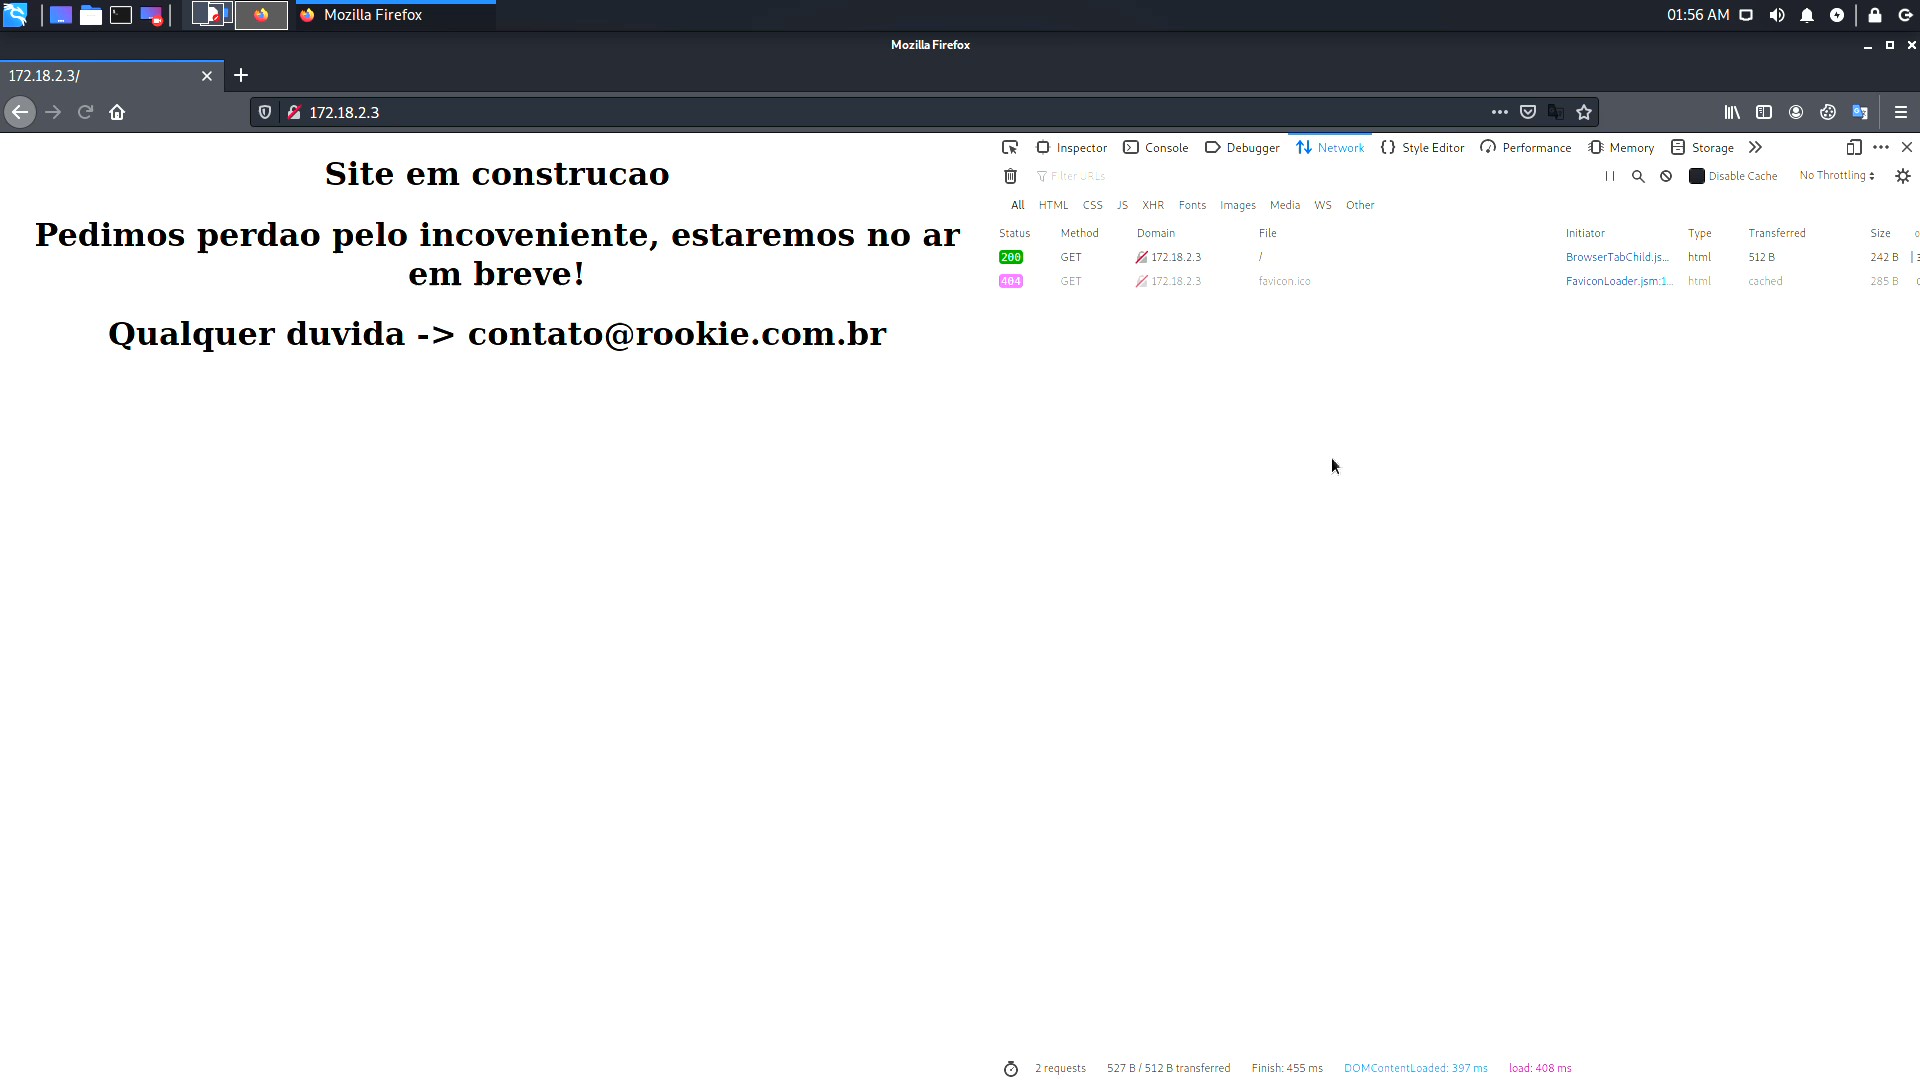 Mozilla Firefox
01:56 AM
Mozilla Firefox
172.18.2.3/
172.18.2.3
Site em construcao
Pedimos perdao pelo incoveniente, estaremos no ar
em breve!
Qualquer duvida -> contato@rookie.com.br
Inspector Console Debugger Network Style Editor Performance Memory Storage
Filter URLs Disable Cache No Throttling
All HTML CSS JS XHR Fonts Images Media WS Other
Status Method Domain File Initiator Type Transferred Size
200 GET 172.18.2.3 / BrowserTabChild.js... html 512 B 242 B
404 GET 172.18.2.3 favicon.ico FaviconLoader.jsm:1... html cached 285 B
2 requests 527 B / 512 B transferred Finish: 455 ms DOMContentLoaded: 397 ms load: 408 ms